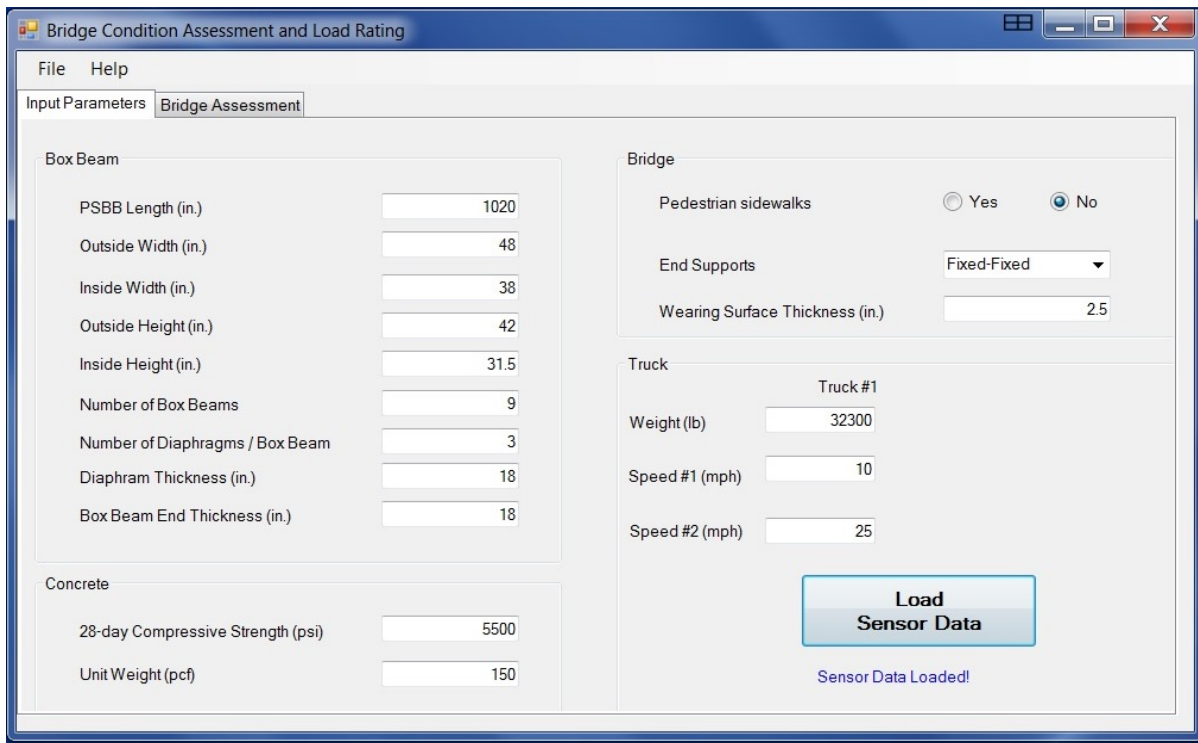 Bridge Condition Assessment and Load Rating
File Help
Input Parameters Bridge Assessment
Box Beam
PSBB Length (in.) 1020
Outside Width (in.) 48
Inside Width (in.) 38
Outside Height (in.) 42
Inside Height (in.) 31.5
Number of Box Beams 9
Number of Diaphragms / Box Beam 3
Diaphram Thickness (in.) 18
Box Beam End Thickness (in.) 18
Concrete
28-day Compressive Strength (psi) 5500
Unit Weight (pcf) 150
Bridge
Pedestrian sidewalks Yes No
End Supports Fixed-Fixed
Wearing Surface Thickness (in.) 2.5
Truck
Truck #1
Weight (lb) 32300
Speed #1 (mph) 10
Speed #2 (mph) 25
Load
Sensor Data
Sensor Data Loaded!